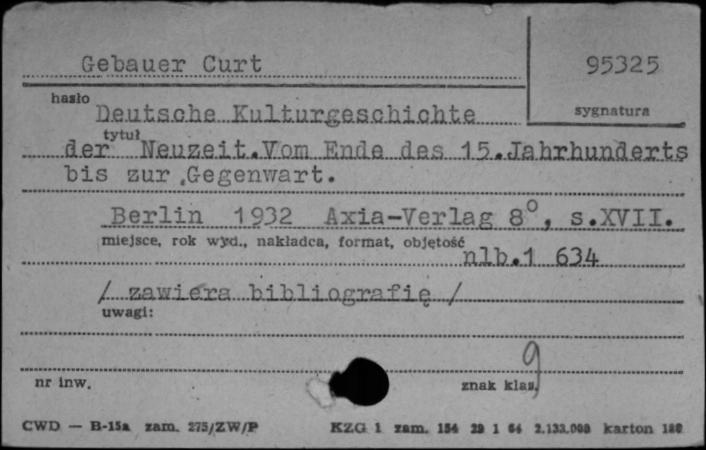 Gebauer Curt
95325
hasło
sygnatura
Deutsche Kulturgeschichte
tytuł
der Neuzeit.Vom Ende des 15.Jahrhunderts
bis zur Gegenwart.
Berlin 1932 Axia-Verlag 8°, s.XVII.
miejsce, rok wyd., nakładca, format, objętość
nlb.1 634
/ zawiera bibliografię /
uwagi:
g
nr inw.
znak klas.
CWD — B-15a zam. 275/ZW/P KZG 1 zam. 154 29 1 64 2.133.000 karton 180